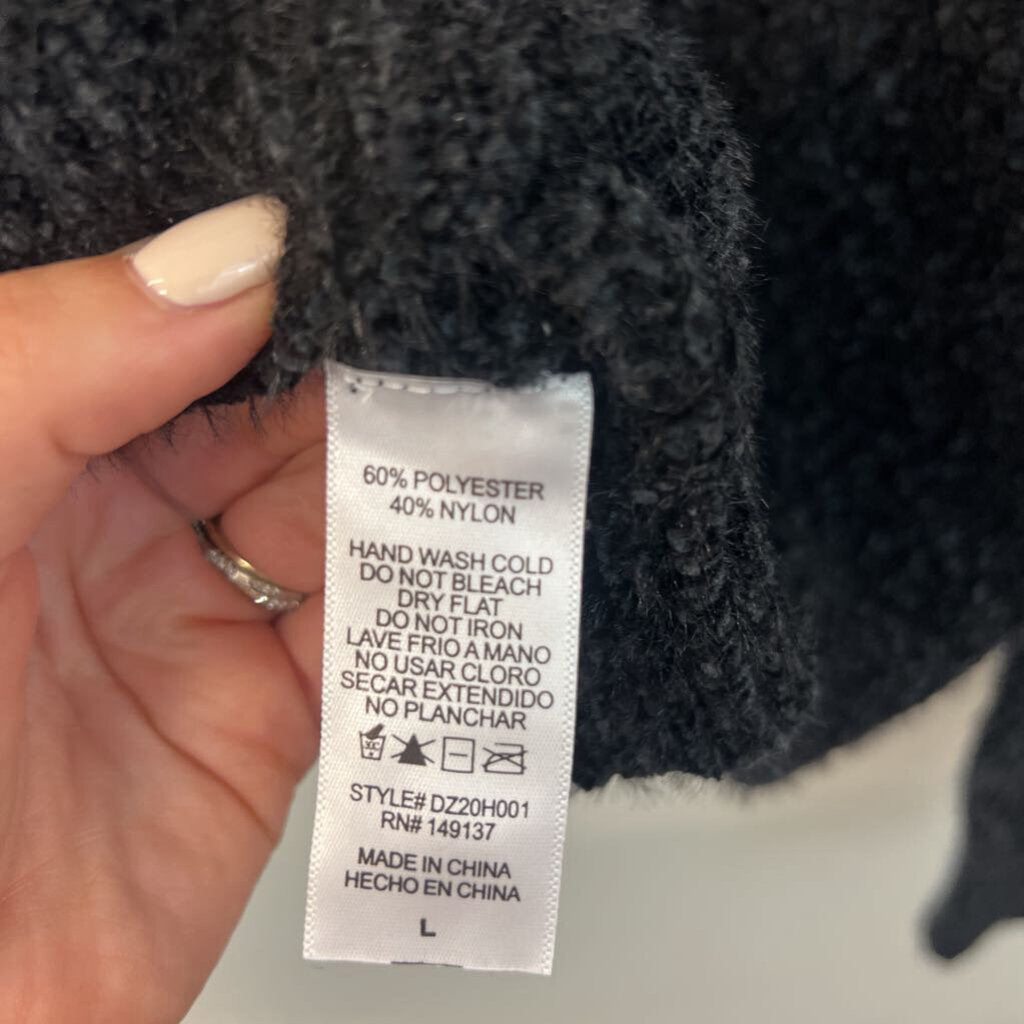 60% POLYESTER
40% NYLON
HAND WASH COLD
DO NOT BLEACH
DRY FLAT
DO NOT IRON
LAVE FRIO A MANO
NO USAR CLORO
SECAR EXTENDIDO
NO PLANCHAR
30C
STYLE# DZ20H001
RN# 149137
MADE IN CHINA
HECHO EN CHINA
L